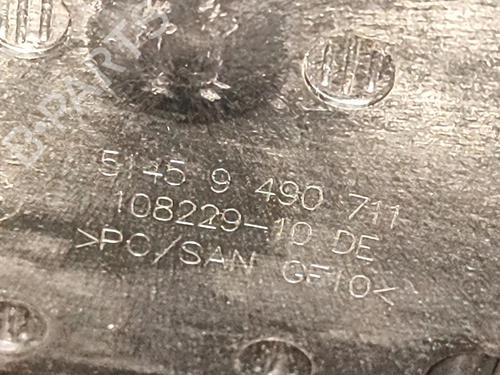 B-PARTS
5145 9 490 711
108229-10 DE
>PC/SAN GF10<